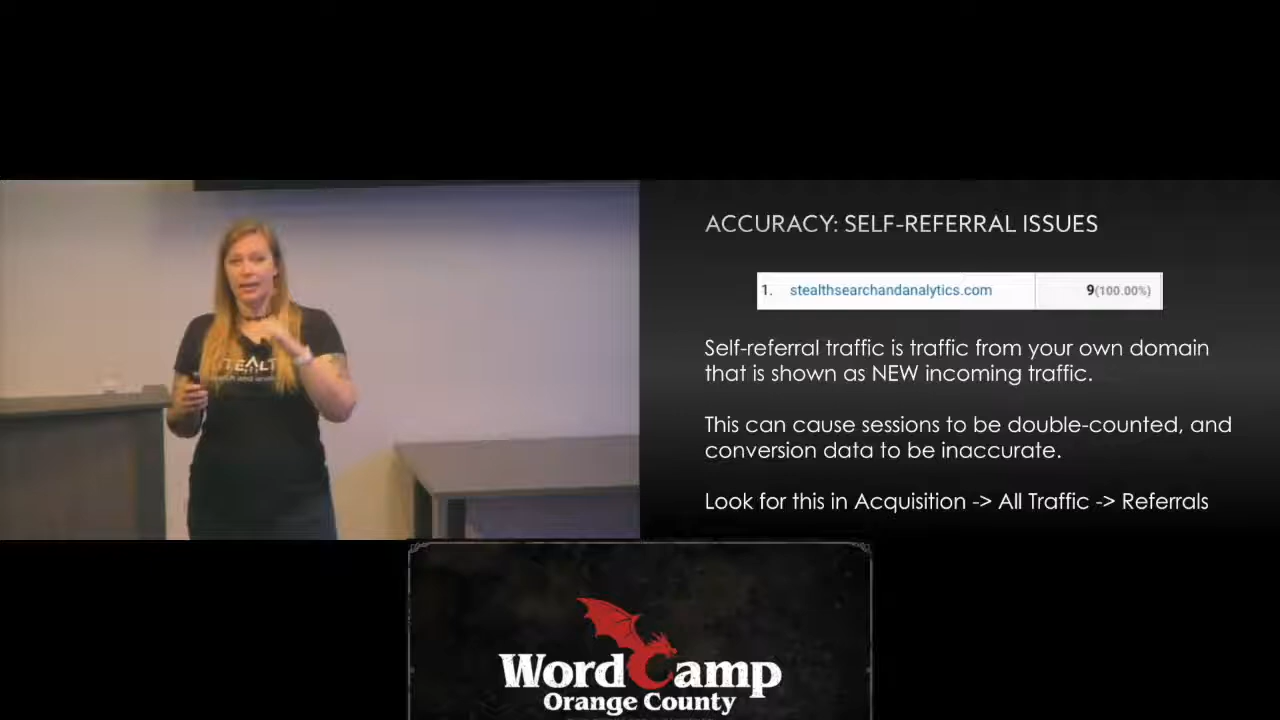 ACCURACY: SELF-REFERRAL ISSUES
1. stealthsearchandanalytics.com 9(100.00%)
Self-referral traffic is traffic from your own domain
that is shown as NEW incoming traffic.
This can cause sessions to be double-counted, and
conversion data to be inaccurate.
Look for this in Acquisition -> All Traffic -> Referrals
WordCamp
Orange County